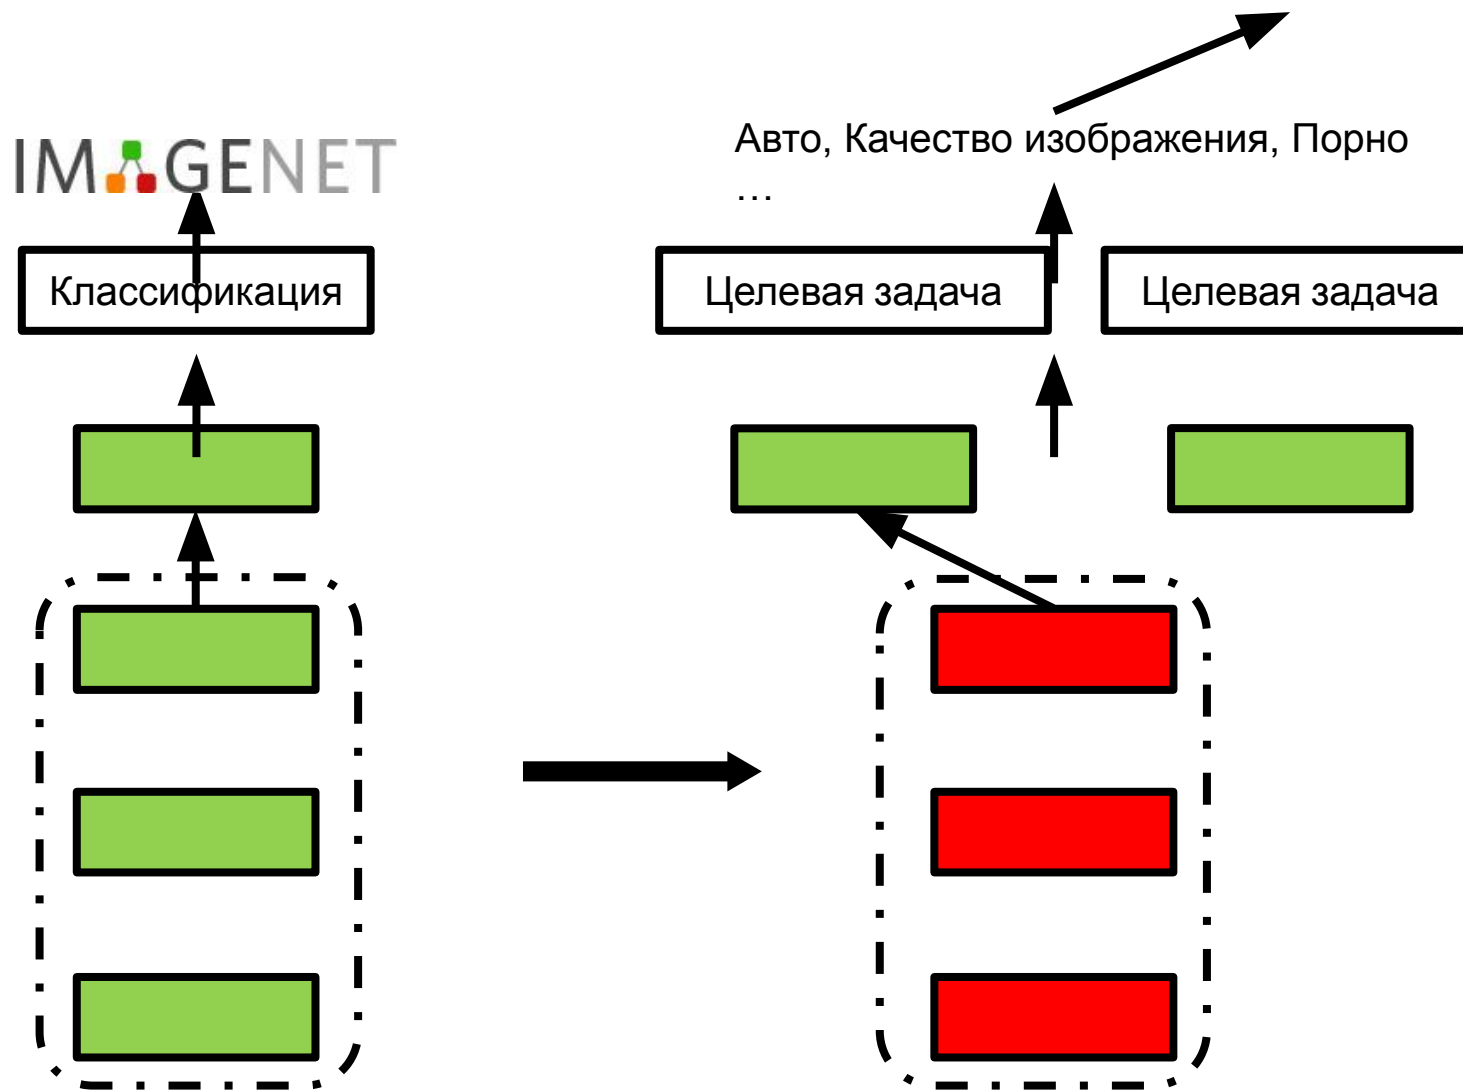 IMAGENET
Авто, Качество изображения, Порно
…
Классификация
Целевая задача
Целевая задача